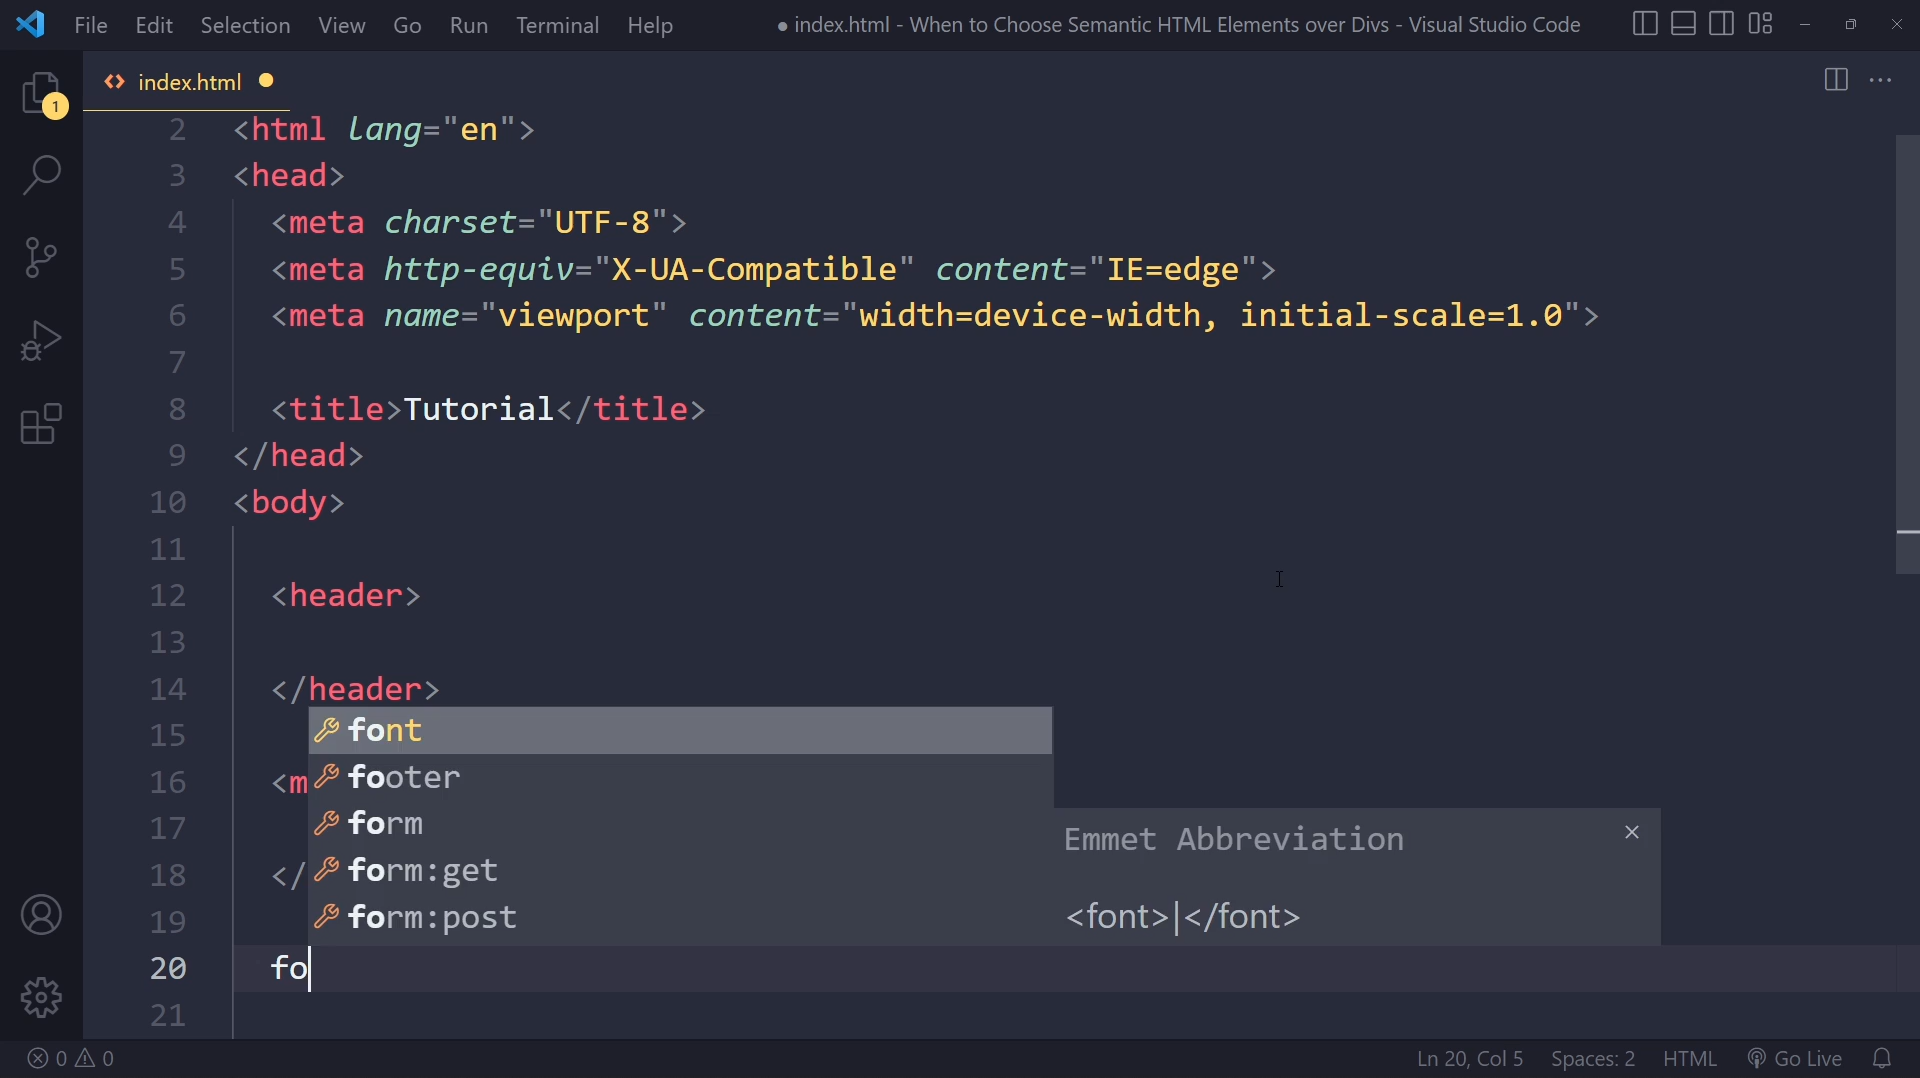 File Edit Selection View Go Run Terminal Help ● index.html - When to Choose Semantic HTML Elements over Divs - Visual Studio Code
index.html
1
2 <html lang="en">
3 <head>
4 <meta charset="UTF-8">
5 <meta http-equiv="X-UA-Compatible" content="IE=edge">
6 <meta name="viewport" content="width=device-width, initial-scale=1.0">
7
8 <title>Tutorial</title>
9 </head>
10 <body>
11
12 <header>
13
14 </header>
15 font
16 <m footer
17 form
Emmet Abbreviation
18 </ form:get
19 form:post
<font>|</font>
20 fo
21
0 0 Ln 20, Col 5 Spaces: 2 HTML Go Live